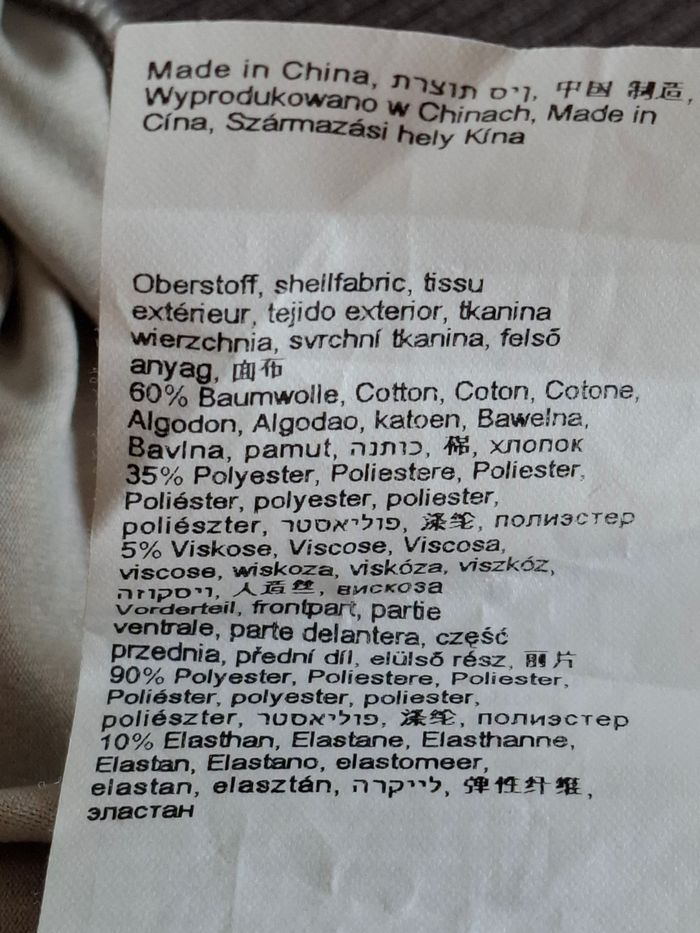 Made in China, ןיס תוצרת, 中国 制造,
Wyprodukowano w Chinach, Made in
Cína, Származási hely Kína
Oberstoff, shellfabric, tissu
extérieur, tejido exterior, tkanina
wierzchnia, svrchní tkanina, felső
anyag, 面布
60% Baumwolle, Cotton, Coton, Cotone,
Algodon, Algodao, katoen, Bawelna,
Bavlna, pamut, כותנה, 棉, хлопок
35% Polyester, Poliestere, Poliester,
Poliéster, polyester, poliester,
poliészter, פוליאסטר, 涤纶, полиэстер
5% Viskose, Viscose, Viscosa,
viscose, wiskoza, viskóza, viszkóz,
ויסקוזה, 人造丝, вискоза
Vorderteil, frontpart, partie
ventrale, parte delantera, część
przednia, přední díl, elülső rész, 前片
90% Polyester, Poliestere, Poliester,
Poliéster, polyester, poliester,
poliészter, פוליאסטר, 涤纶, полиэстер
10% Elasthan, Elastane, Elasthanne,
Elastan, Elastano, elastomeer,
elastan, elasztán, לייקרה, 弹性纤维,
эластан